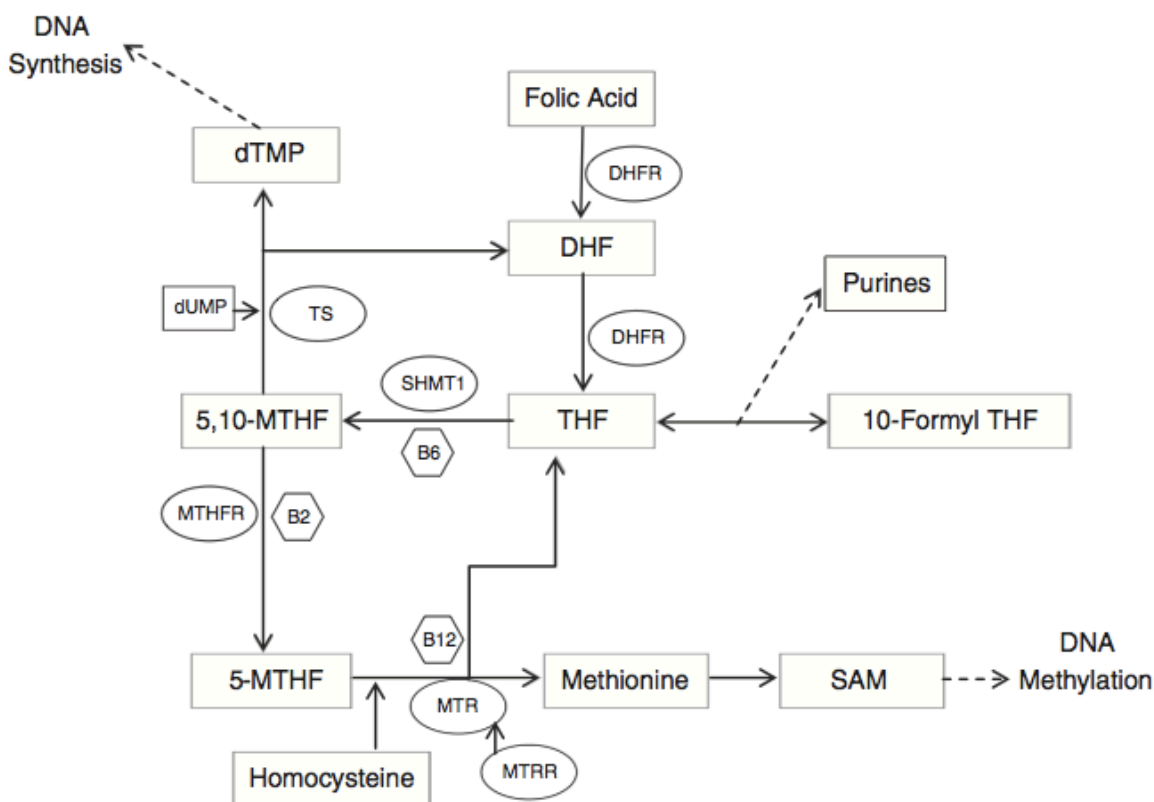 DNA
Synthesis
Folic Acid
dTMP
DHFR
DHF
Purines
dUMP
TS
DHFR
SHMT1
5,10-MTHF
THF
10-Formyl THF
B6
MTHFR
B2
B12
DNA
Methylation
5-MTHF
Methionine
SAM
MTR
Homocysteine
MTRR